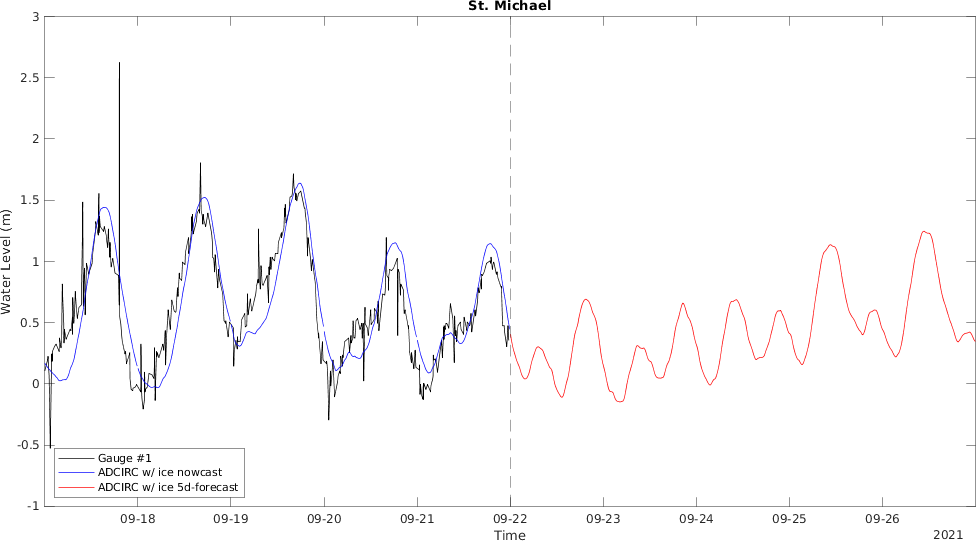 St. Michael
3
2.5
2
1.5
1
0.5
0
-0.5
-1
Water Level (m)
Gauge #1
ADCIRC w/ ice nowcast
ADCIRC w/ ice 5d-forecast
09-18 09-19 09-20 09-21 09-22 09-23 09-24 09-25 09-26
Time
2021